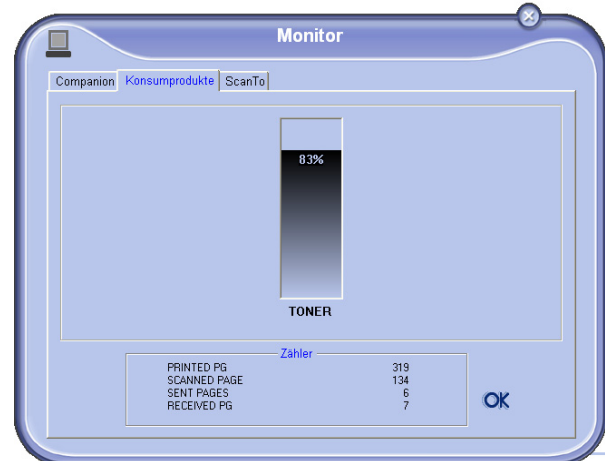 Monitor
Companion Konsumprodukte ScanTo
83%
TONER
Zähler
PRINTED PG 319
SCANNED PAGE 134
SENT PAGES 6
RECEIVED PG 7
OK